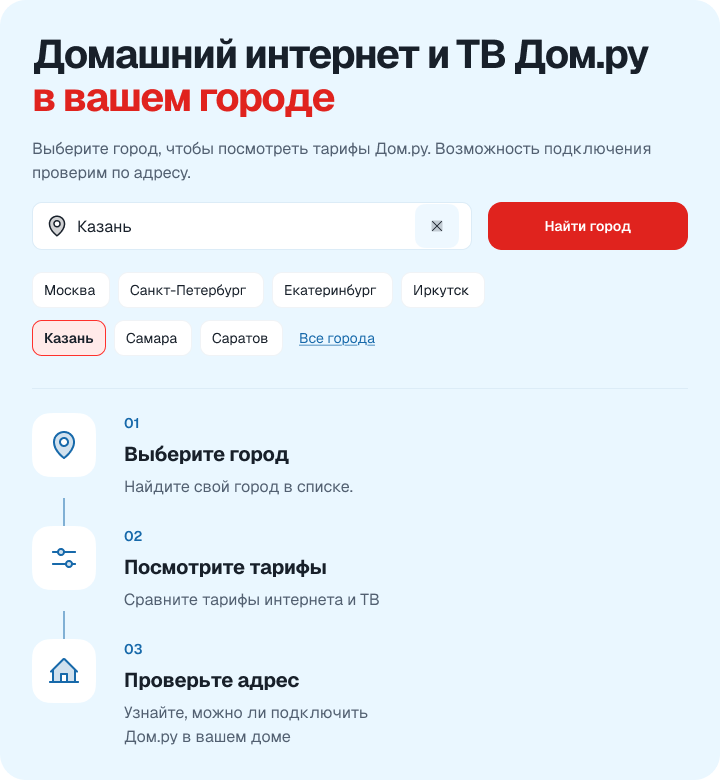 Домашний интернет и ТВ Дом.ру
в вашем городе
Выберите город, чтобы посмотреть тарифы Дом.ру. Возможность подключения
проверим по адресу.
Казань
Найти город
Москва
Санкт-Петербург
Екатеринбург
Иркутск
Казань
Самара
Саратов
Все города
01
Выберите город
Найдите свой город в списке.
02
Посмотрите тарифы
Сравните тарифы интернета и ТВ
03
Проверьте адрес
Узнайте, можно ли подключить
Дом.ру в вашем доме